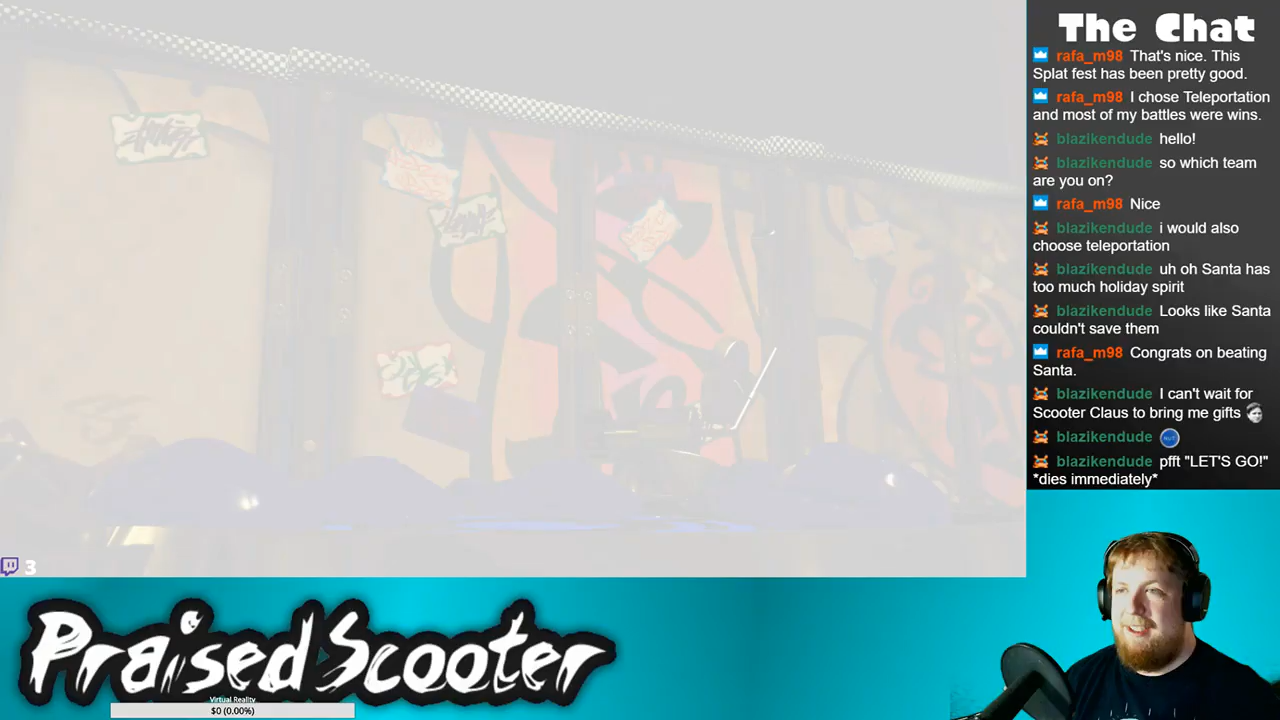 The Chat
rafa_m98 That's nice. This
Splat fest has been pretty good.
rafa_m98 I chose Teleportation
and most of my battles were wins.
blazikendude hello!
blazikendude so which team
are you on?
rafa_m98 Nice
blazikendude i would also
choose teleportation
blazikendude uh oh Santa has
too much holiday spirit
blazikendude Looks like Santa
couldn't save them
rafa_m98 Congrats on beating
Santa.
blazikendude I can't wait for
Scooter Claus to bring me gifts
blazikendude
blazikendude pfft "LET'S GO!"
*dies immediately*
3
PraisedScooter
Virtual Reality
$0 (0.00%)